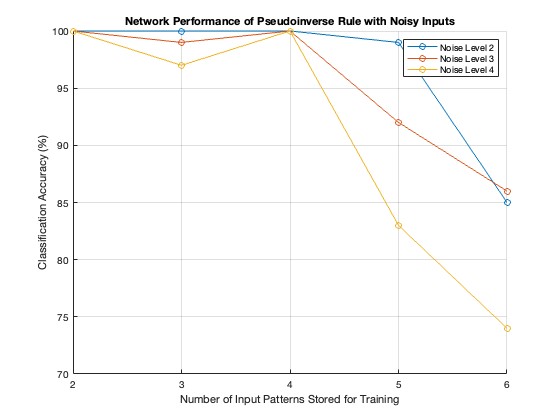 Network Performance of Pseudoinverse Rule with Noisy Inputs
Noise Level 2
Noise Level 3
Noise Level 4
Classification Accuracy (%)
100
95
90
85
80
75
70
2 3 4 5 6
Number of Input Patterns Stored for Training